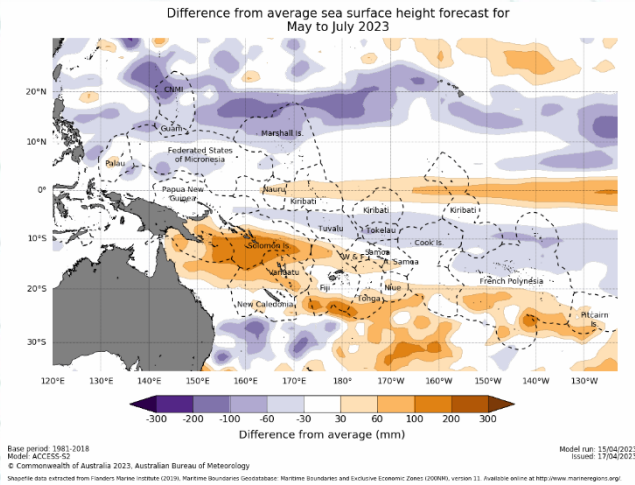 Difference from average sea surface height forecast for
May to July 2023
20°N
10°N
0°
10°S
20°S
30°S
CNMI
Guam
Marshall Is.
Palau
Federated States
of Micronesia
Papua New
Guinea
Nauru
Kiribati
Kiribati
Kiribati
Tuvalu
Tokelau
Solomon Is.
Cook Is.
Samoa
W & F
A. Samoa
Vanuatu
Fiji
Niue
French Polynesia
Tonga
New Caledonia
Pitcairn
Is.
120°E 130°E 140°E 150°E 160°E 170°E 180°W 170°W 160°W 150°W 140°W 130°W
-300 -200 -100 -60 -30 30 60 100 200 300
Difference from average (mm)
Base period: 1981-2018
Model: ACCESS-S2
© Commonwealth of Australia 2023, Australian Bureau of Meteorology
Model run: 15/04/2023
Issued: 17/04/2023
Shapefile data extracted from Flanders Marine Institute (2019), Maritime Boundaries Geodatabase: Maritime Boundaries and Exclusive Economic Zones (200NM), version 11. Available online at http://www.marineregions.org/.